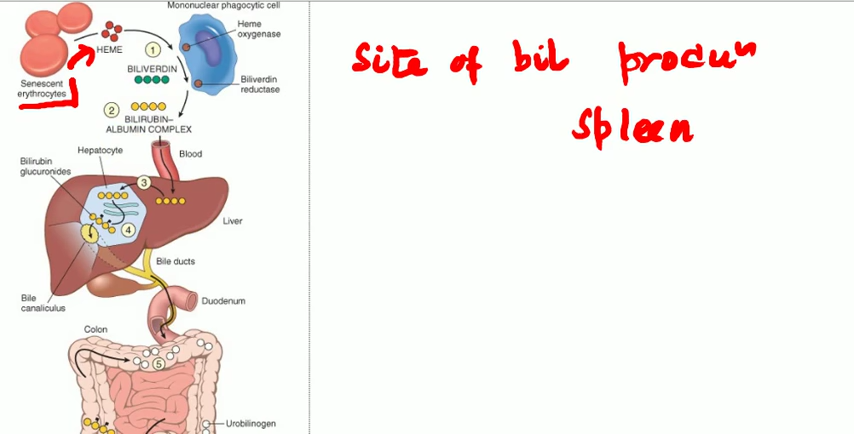 Mononuclear phagocytic cell
Heme
oxygenase
HEME
1
BILIVERDIN
Biliverdin
reductase
Senescent
erythrocytes
2
BILIRUBIN–
ALBUMIN COMPLEX
Blood
Hepatocyte
Bilirubin
glucuronides
3
4
Liver
Bile ducts
Bile
canaliculus
Duodenum
Colon
5
Urobilinogen
Site of bil produⁿ
Spleen